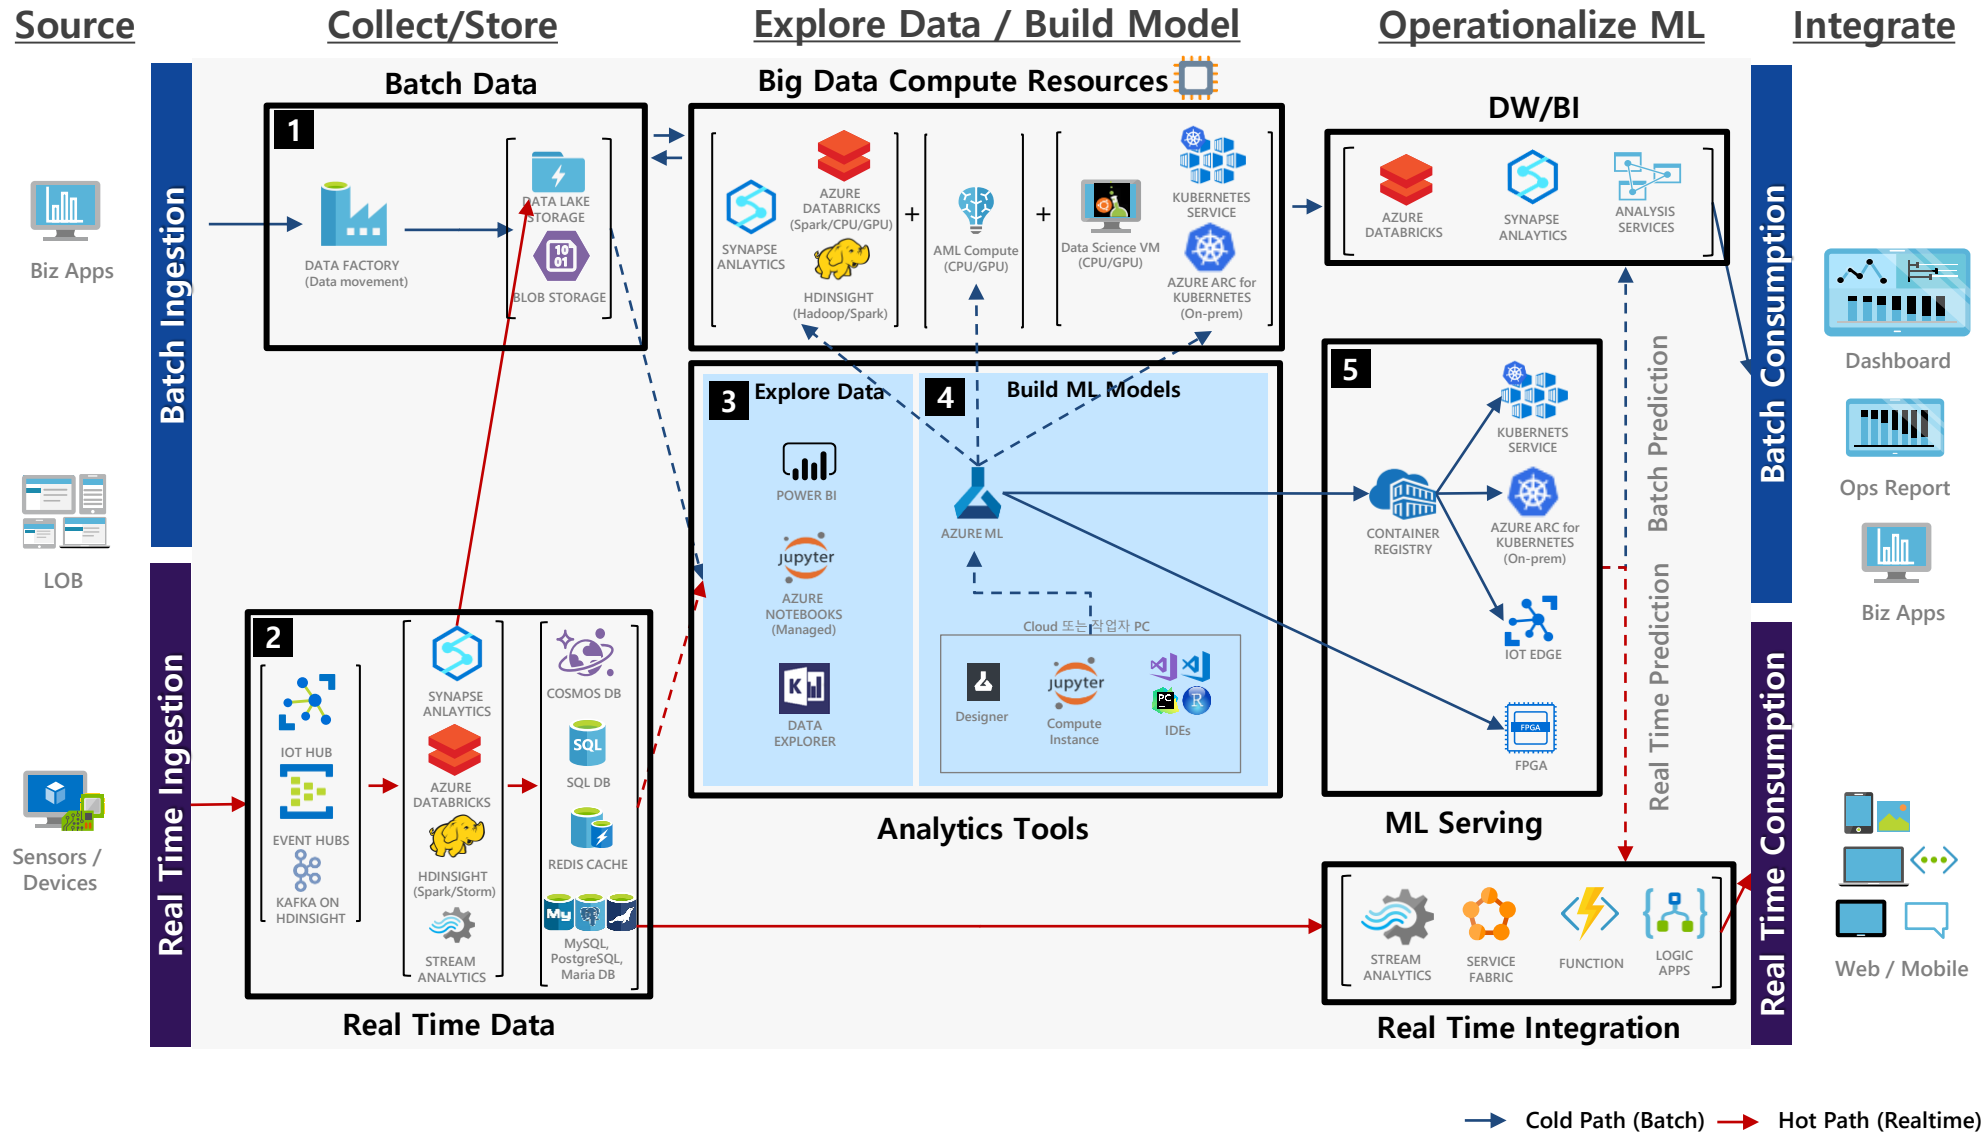 Source
Collect/Store
Explore Data / Build Model
Operationalize ML
Integrate
Batch Ingestion
Real Time Ingestion
Biz Apps
LOB
Sensors /
Devices
Batch Data
1
DATA FACTORY
(Data movement)
DATA LAKE
STORAGE
10
01
BLOB STORAGE
2
IOT HUB
EVENT HUBS
KAFKA ON
HDINSIGHT
SYNAPSE
ANLAYTICS
AZURE
DATABRICKS
HDINSIGHT
(Spark/Storm)
STREAM
ANALYTICS
COSMOS DB
SQL
SQL DB
REDIS CACHE
My
MySQL,
PostgreSQL,
Maria DB
Real Time Data
Big Data Compute Resources
SYNAPSE
ANLAYTICS
AZURE
DATABRICKS
(Spark/CPU/GPU)
HDINSIGHT
(Hadoop/Spark)
+
AML Compute
(CPU/GPU)
+
Data Science VM
(CPU/GPU)
KUBERNETES
SERVICE
AZURE ARC for
KUBERNETES
(On-prem)
3
Explore Data
POWER BI
jupyter
AZURE
NOTEBOOKS
(Managed)
K
DATA
EXPLORER
4
Build ML Models
AZURE ML
Cloud 또는 작업자 PC
Designer
jupyter
Compute
Instance
PC
R
IDEs
Analytics Tools
DW/BI
AZURE
DATABRICKS
SYNAPSE
ANLAYTICS
ANALYSIS
SERVICES
5
CONTAINER
REGISTRY
KUBERNETS
SERVICE
AZURE ARC for
KUBERNETES
(On-prem)
IOT EDGE
FPGA
FPGA
ML Serving
Batch Prediction
Real Time Prediction
STREAM
ANALYTICS
SERVICE
FABRIC
FUNCTION
LOGIC
APPS
Real Time Integration
Batch Consumption
Real Time Consumption
Dashboard
Ops Report
Biz Apps
Web / Mobile
Cold Path (Batch)
Hot Path (Realtime)